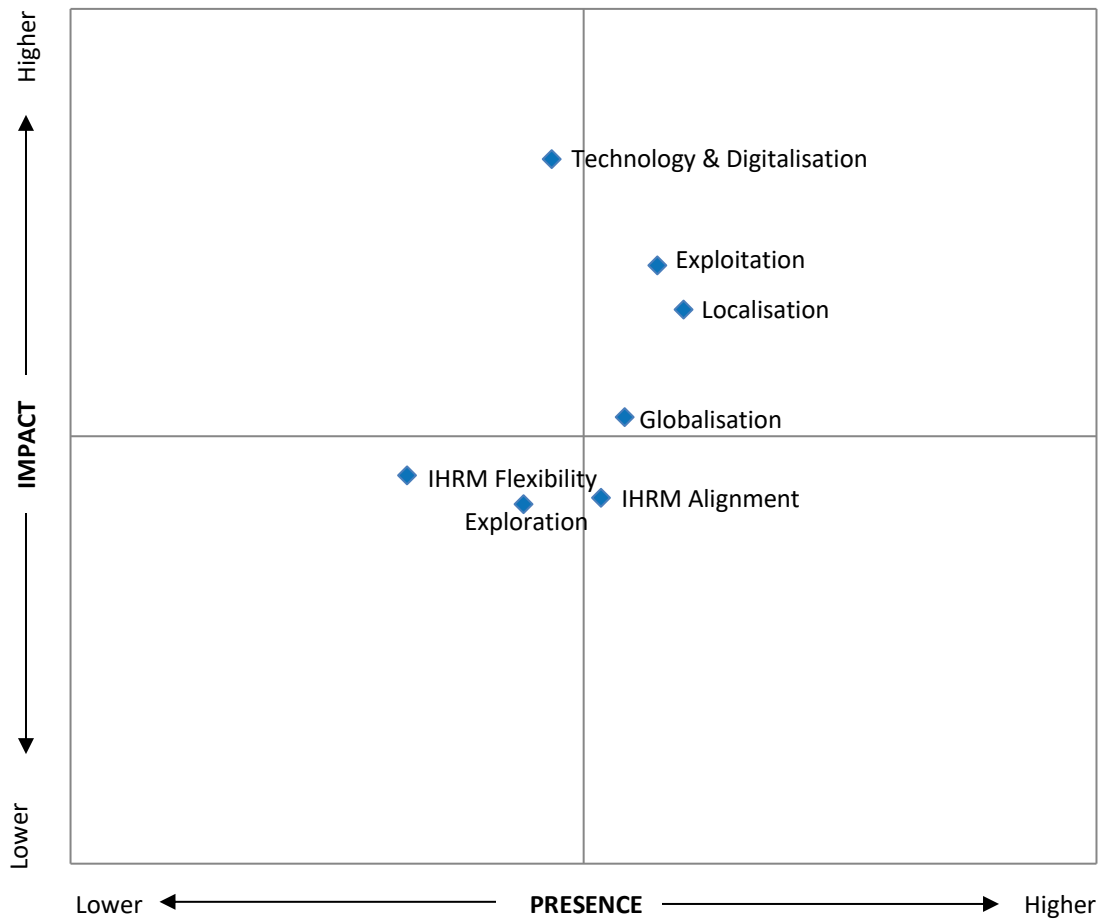 Higher
Technology & Digitalisation
Exploitation
Localisation
Globalisation
IMPACT
IHRM Flexibility
IHRM Alignment
Exploration
Lower
Lower
PRESENCE
Higher